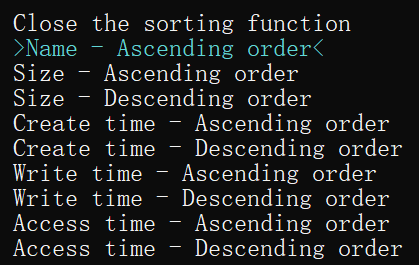 Close the sorting function
>Name - Ascending order<
Size - Ascending order
Size - Descending order
Create time - Ascending order
Create time - Descending order
Write time - Ascending order
Write time - Descending order
Access time - Ascending order
Access time - Descending order